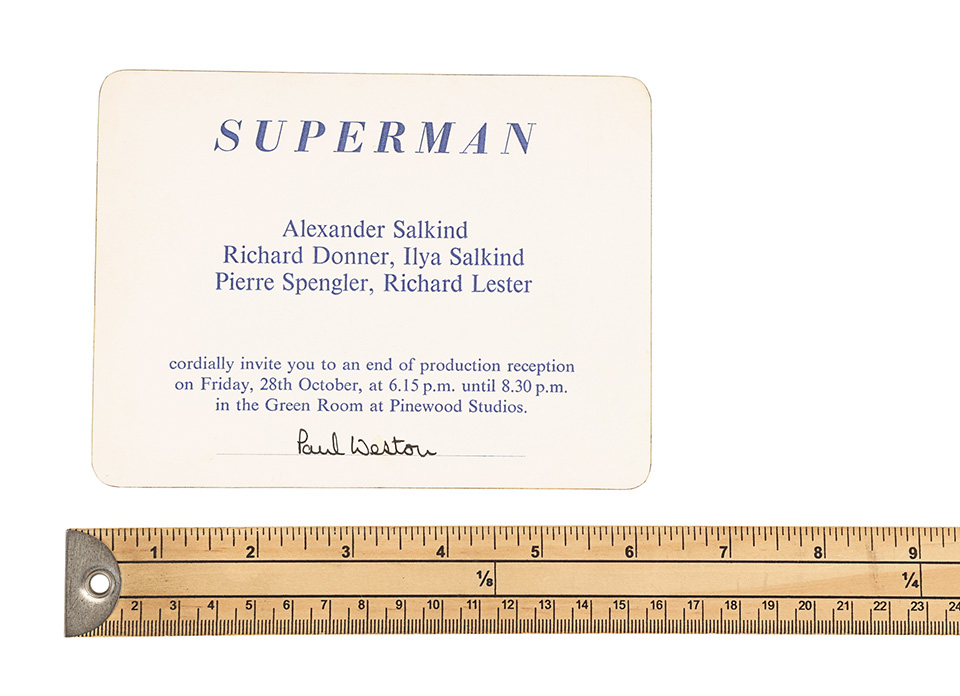 SUPERMAN
Alexander Salkind
Richard Donner, Ilya Salkind
Pierre Spengler, Richard Lester
cordially invite you to an end of production reception
on Friday, 28th October, at 6.15 p.m. until 8.30 p.m.
in the Green Room at Pinewood Studios.
Paul Weston
1 2 3 4 5 6 7 8 9
⅛ ¼
2 3 4 5 6 7 8 9 10 11 12 13 14 15 16 17 18 19 20 21 22 23 24